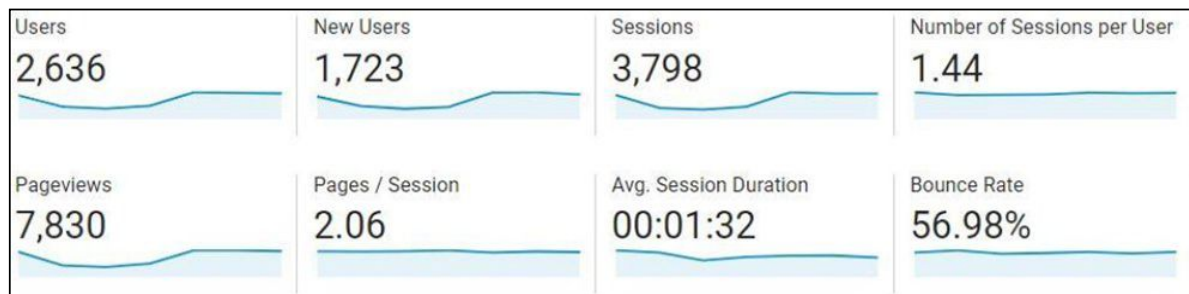 Users
2,636
New Users
1,723
Sessions
3,798
Number of Sessions per User
1.44
Pageviews
7,830
Pages / Session
2.06
Avg. Session Duration
00:01:32
Bounce Rate
56.98%